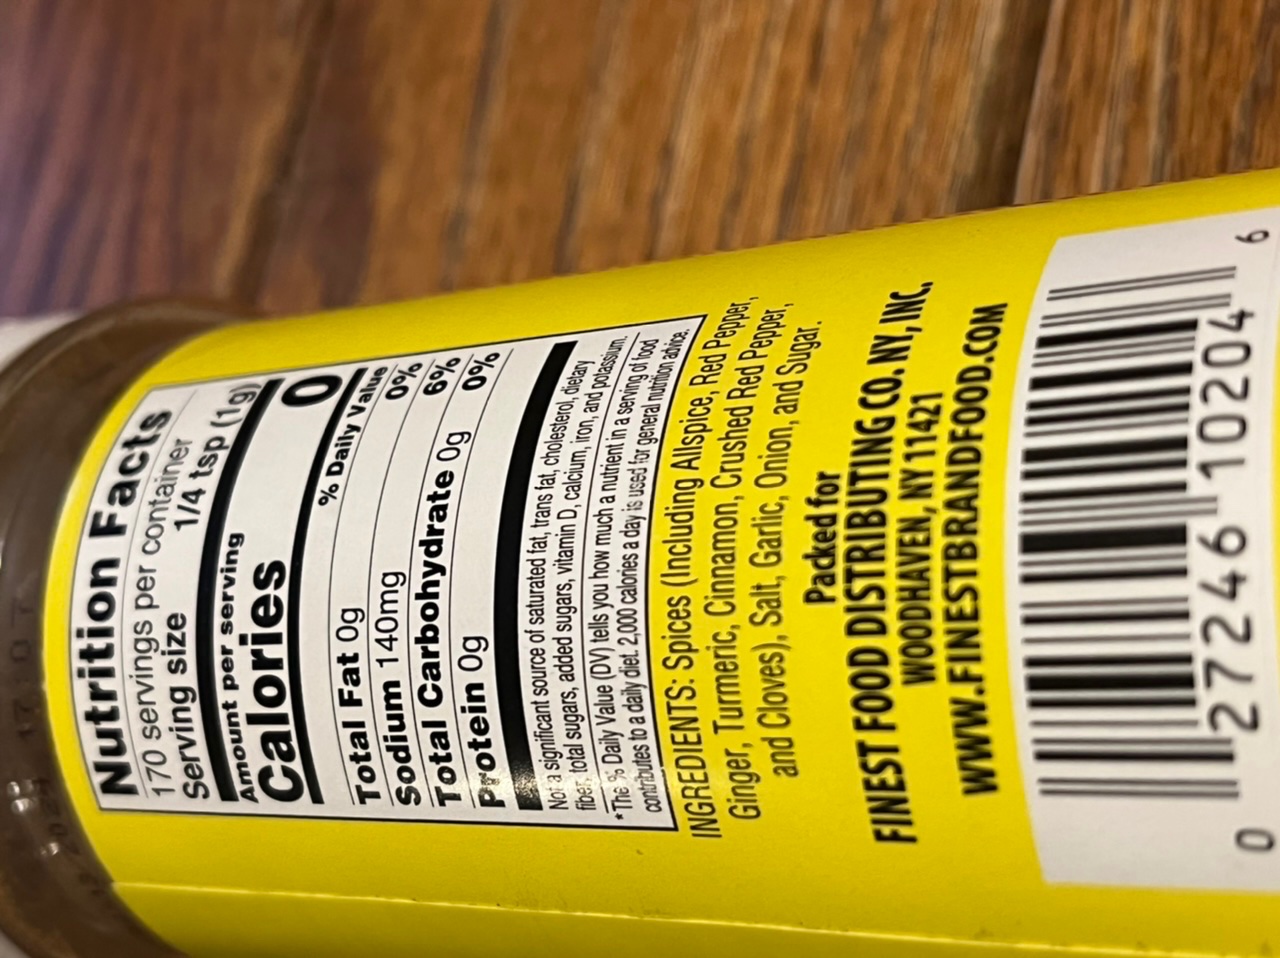 Nutrition Facts
170 servings per container
Serving size 1/4 tsp (1g)
Amount per serving
Calories 0
% Daily Value
Total Fat 0g 0%
Sodium 140mg 6%
Total Carbohydrate 0g 0%
Protein 0g
Not a significant source of saturated fat, trans fat, cholesterol, dietary
fiber, total sugars, added sugars, vitamin D, calcium, iron, and potassium.
*The % Daily Value (DV) tells you how much a nutrient in a serving of food
contributes to a daily diet. 2,000 calories a day is used for general nutrition advice.
INGREDIENTS: Spices (Including Allspice, Red Pepper,
Ginger, Turmeric, Cinnamon, Crushed Red Pepper,
and Cloves), Salt, Garlic, Onion, and Sugar.
Packed for
FINEST FOOD DISTRIBUTING CO. NY, INC.
WOODHAVEN, NY 11421
WWW.FINESTBRANDFOOD.COM
0 27246 10204 6